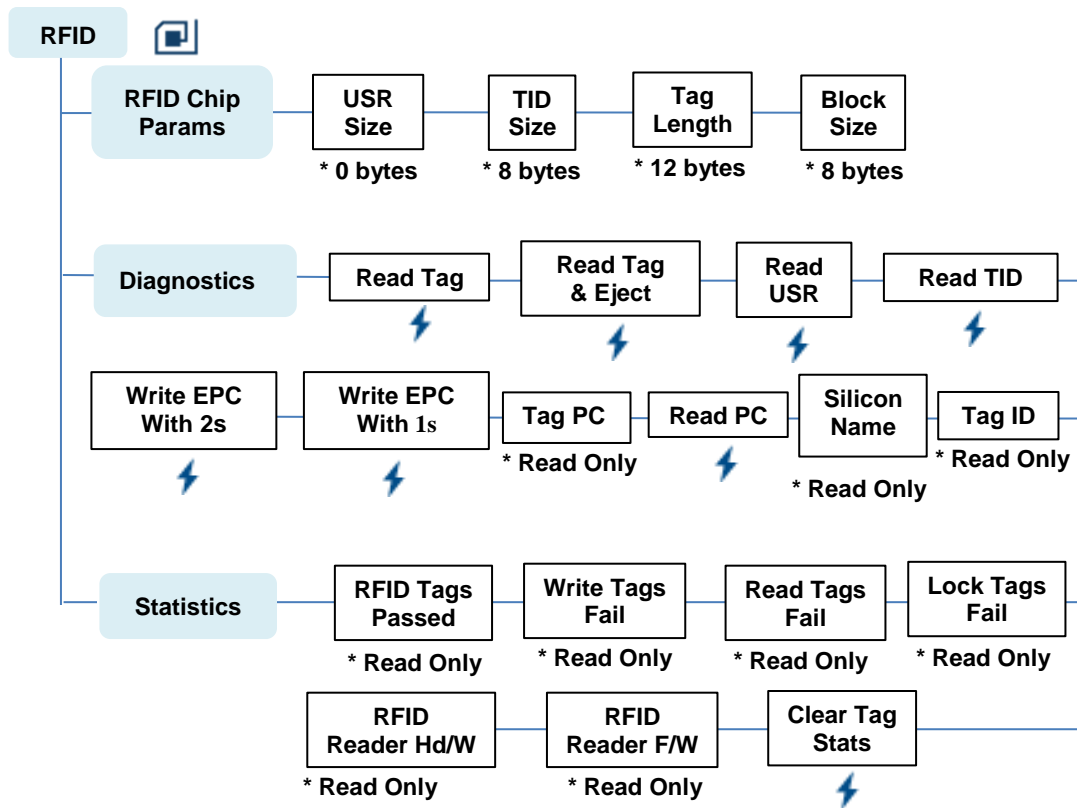 RFID
RFID Chip
Params
USR
Size
* 0 bytes
TID
Size
* 8 bytes
Tag
Length
* 12 bytes
Block
Size
* 8 bytes
Diagnostics
Read Tag
Read Tag
& Eject
Read
USR
Read TID
Write EPC
With 2s
Write EPC
With 1s
Tag PC
* Read Only
Read PC
Silicon
Name
* Read Only
Tag ID
* Read Only
Statistics
RFID Tags
Passed
* Read Only
Write Tags
Fail
* Read Only
Read Tags
Fail
* Read Only
Lock Tags
Fail
* Read Only
RFID
Reader Hd/W
* Read Only
RFID
Reader F/W
* Read Only
Clear Tag
Stats